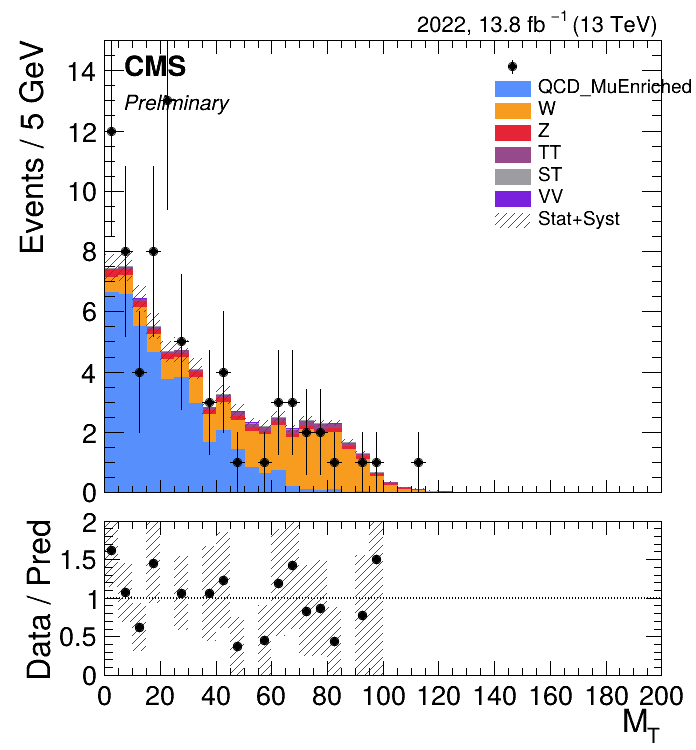 2022, 13.8 fb⁻¹ (13 TeV)
CMS
Preliminary
QCD_MuEnriched
W
Z
TT
ST
VV
Stat+Syst
Events / 5 GeV
14
12
10
8
6
4
2
0
Data / Pred
2
1.5
1
0.5
0
0 20 40 60 80 100 120 140 160 180 200
M_T